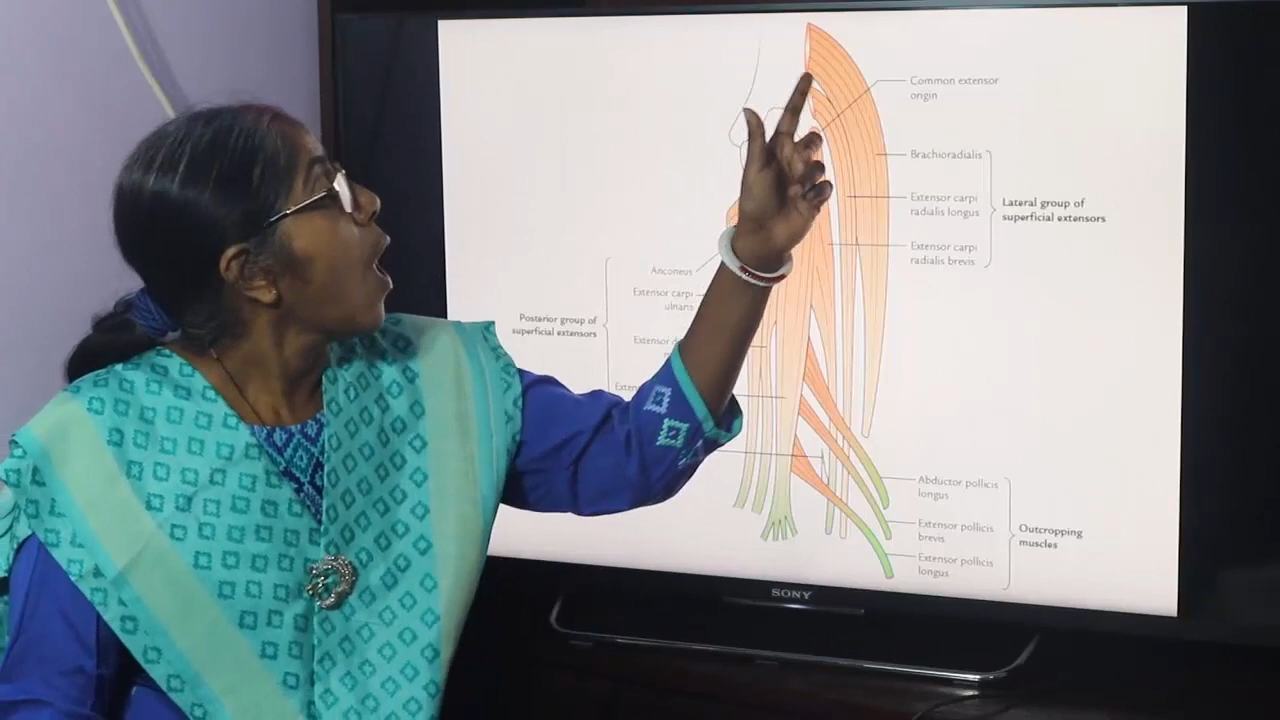 Common extensor
origin
Brachioradialis
Extensor carpi
radialis longus
Lateral group of
superficial extensors
Extensor carpi
radialis brevis
Anconeus
Extensor carpi
ulnaris
Posterior group of
superficial extensors
Extensor
Abductor pollicis
longus
Extensor pollicis
brevis
Outcropping
muscles
Extensor pollicis
longus
SONY